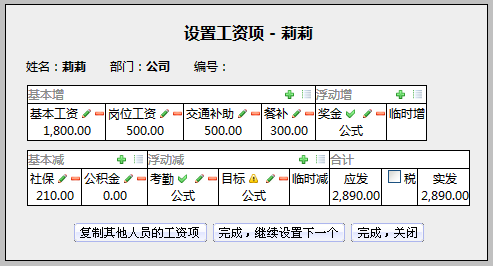 设置工资项 - 莉莉
姓名：莉莉 部门：公司 编号：
基本增 浮动增
基本工资 岗位工资 交通补助 餐补 奖金 临时增
1,800.00 500.00 500.00 300.00 公式
基本减 浮动减 合计
社保 公积金 考勤 目标 临时减 应发 税 实发
210.00 0.00 公式 公式 2,890.00 2,890.00
复制其他人员的工资项 完成，继续设置下一个 完成，关闭